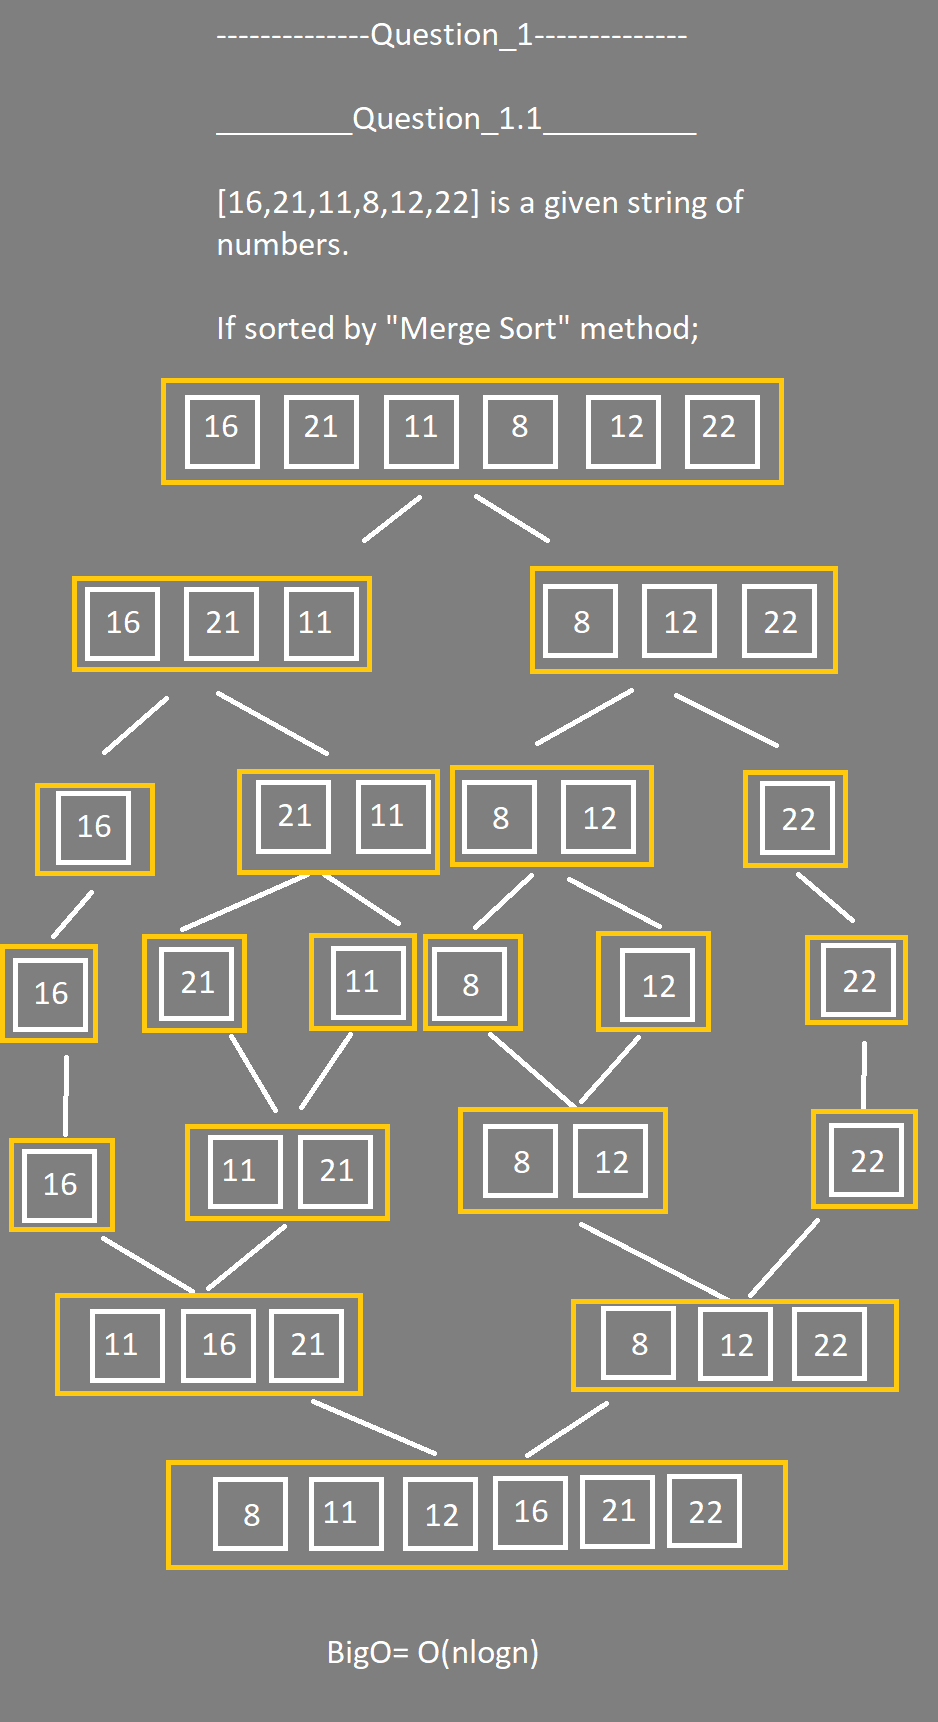 --------------Question_1--------------
_________Question_1.1__________
[16,21,11,8,12,22] is a given string of
numbers.
If sorted by "Merge Sort" method;
16 21 11 8 12 22
16 21 11 8 12 22
16 21 11 8 12 22
16 21 11 8 12 22
16 11 21 8 12 22
11 16 21 8 12 22
8 11 12 16 21 22
BigO= O(nlogn)